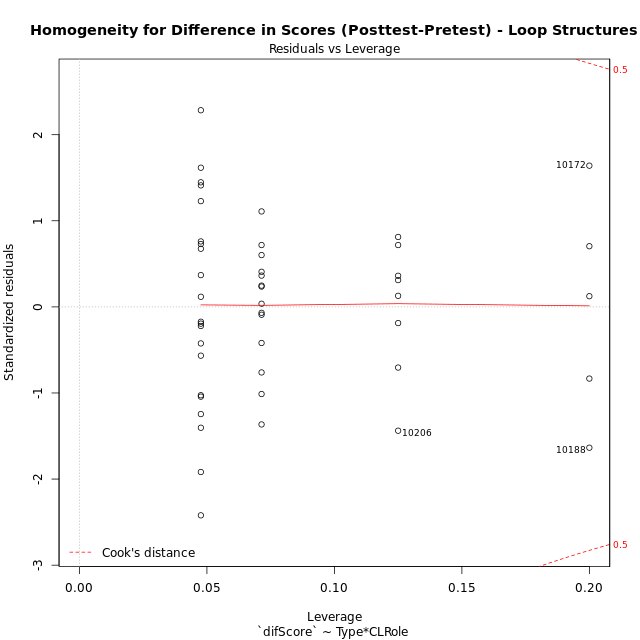 Homogeneity for Difference in Scores (Posttest-Pretest) - Loop Structures
Residuals vs Leverage
0.5
2
1
0
-1
-2
-3
Standardized residuals
10172
10206
10188
0.5
Cook's distance
0.00 0.05 0.10 0.15 0.20
Leverage
`difScore` ~ Type*CLRole